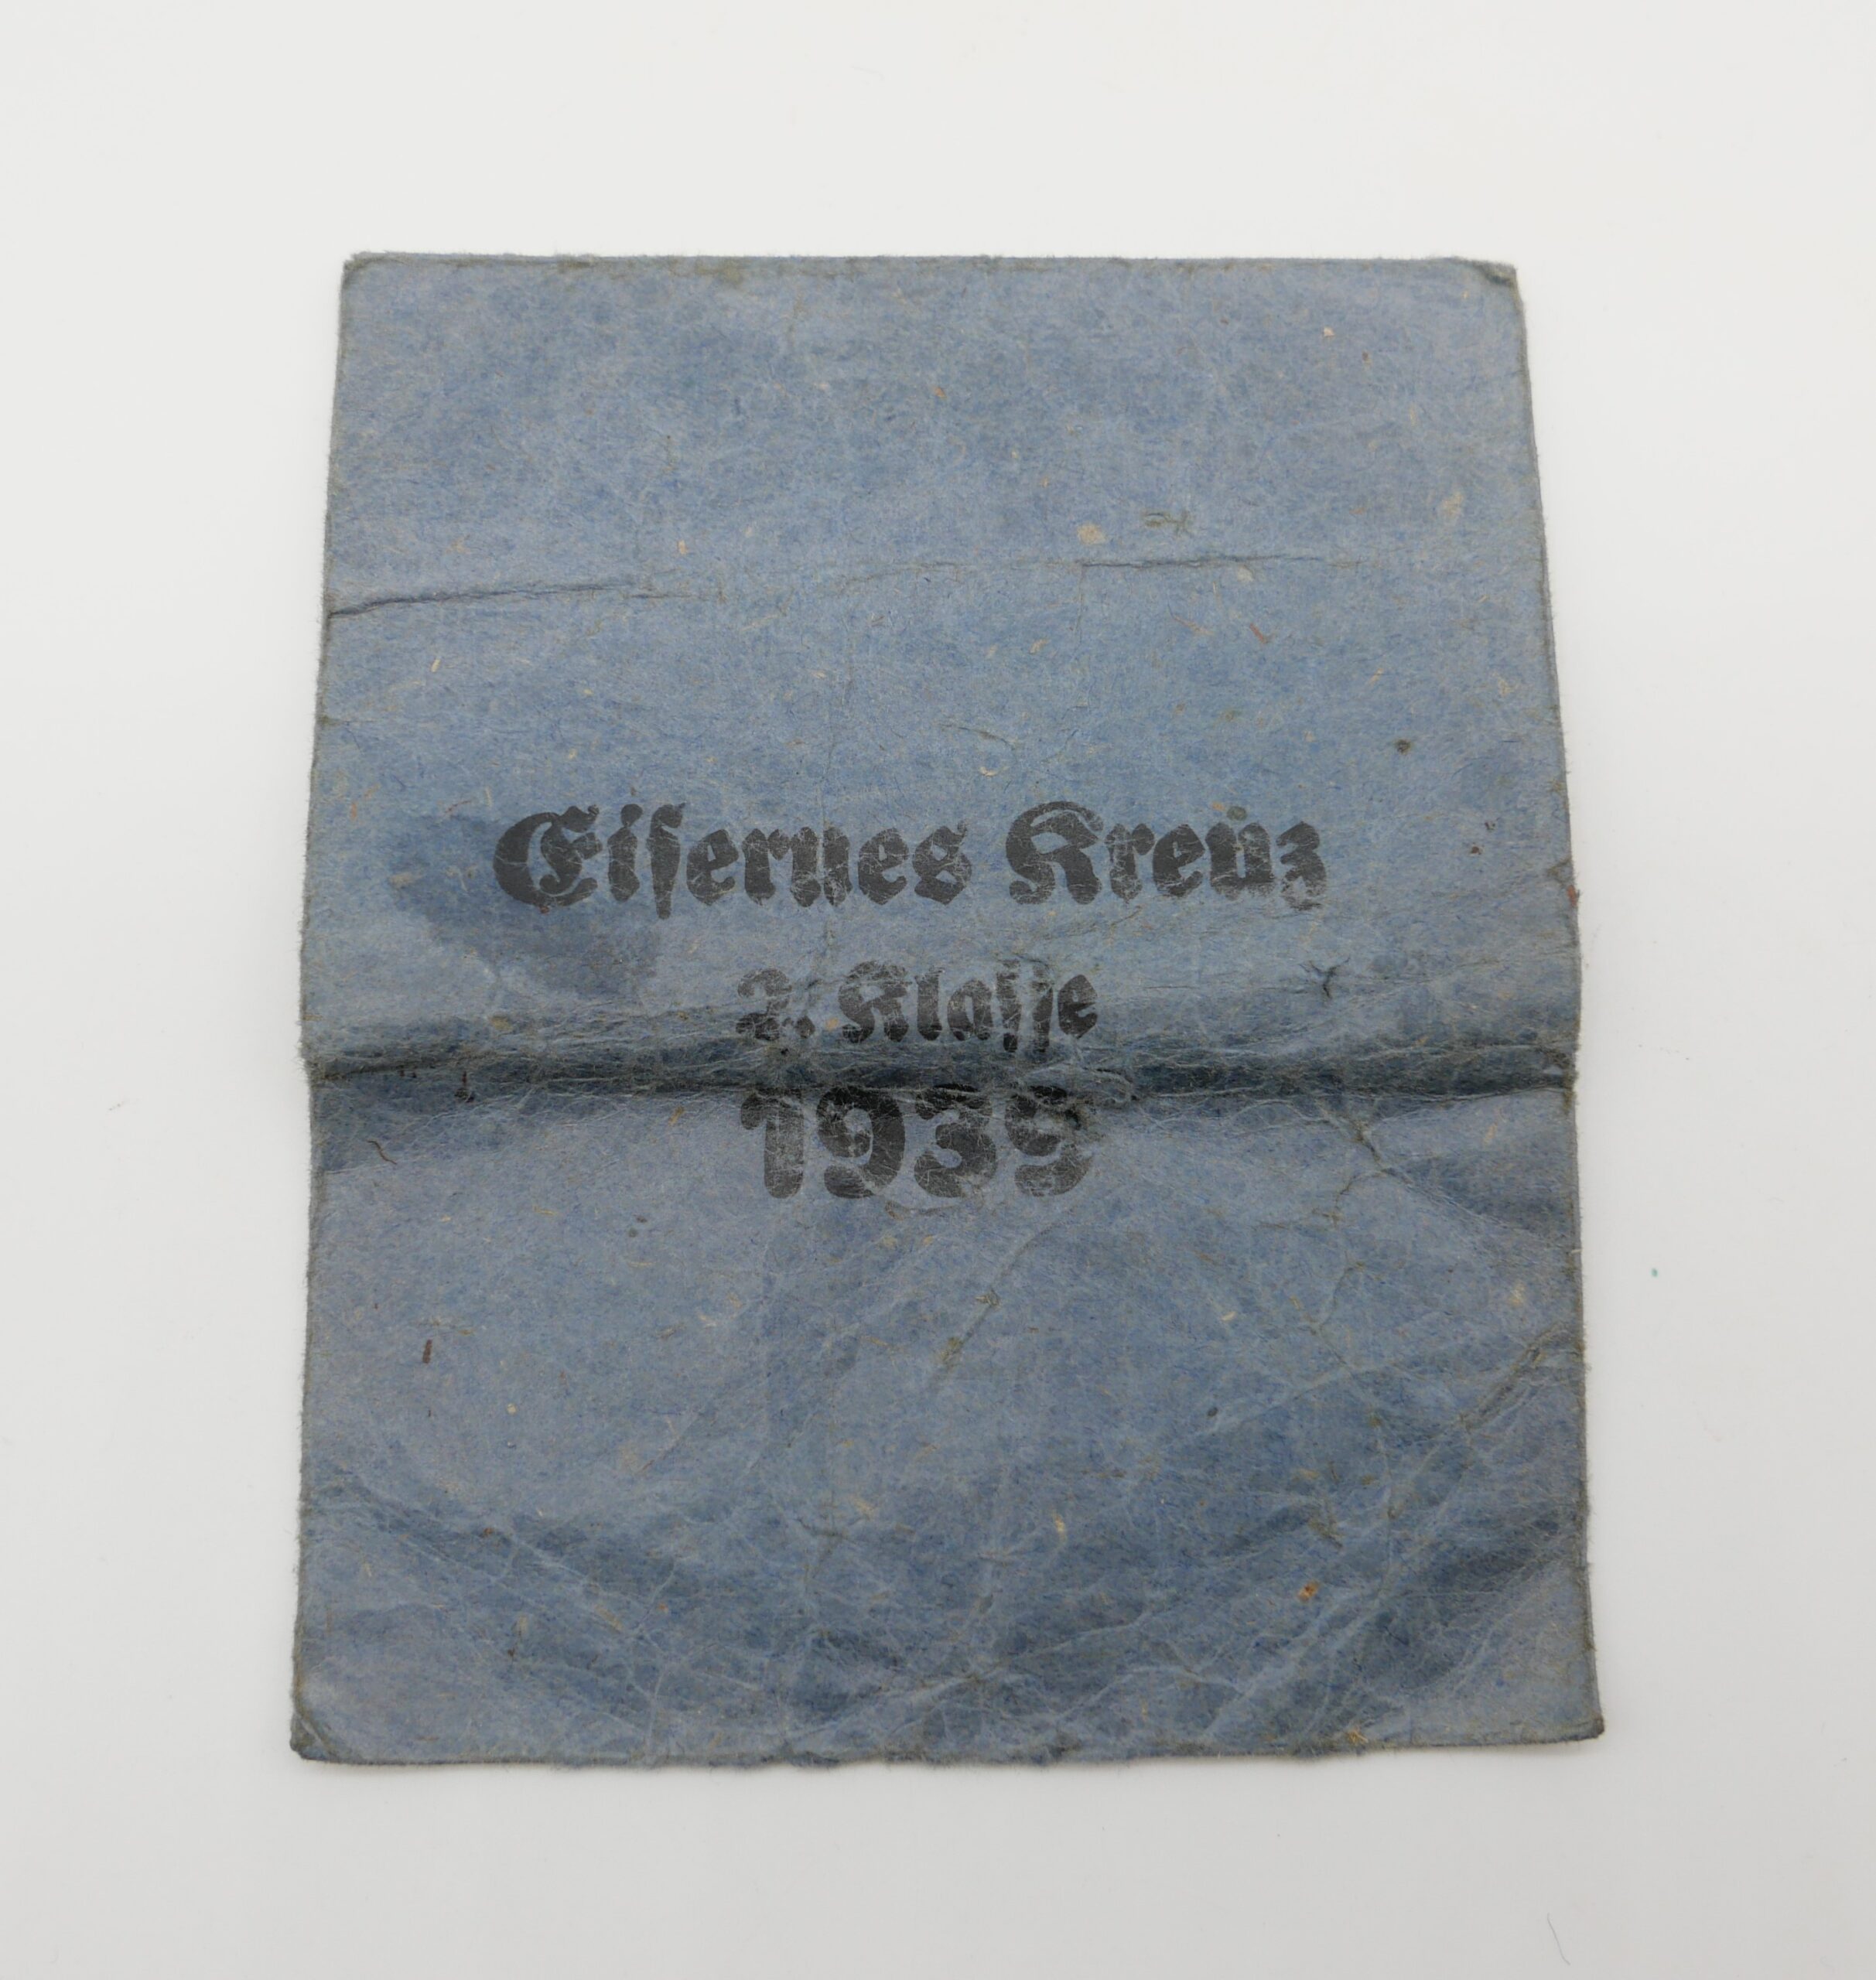 Eisernes Kreuz
2. Klasse
1939